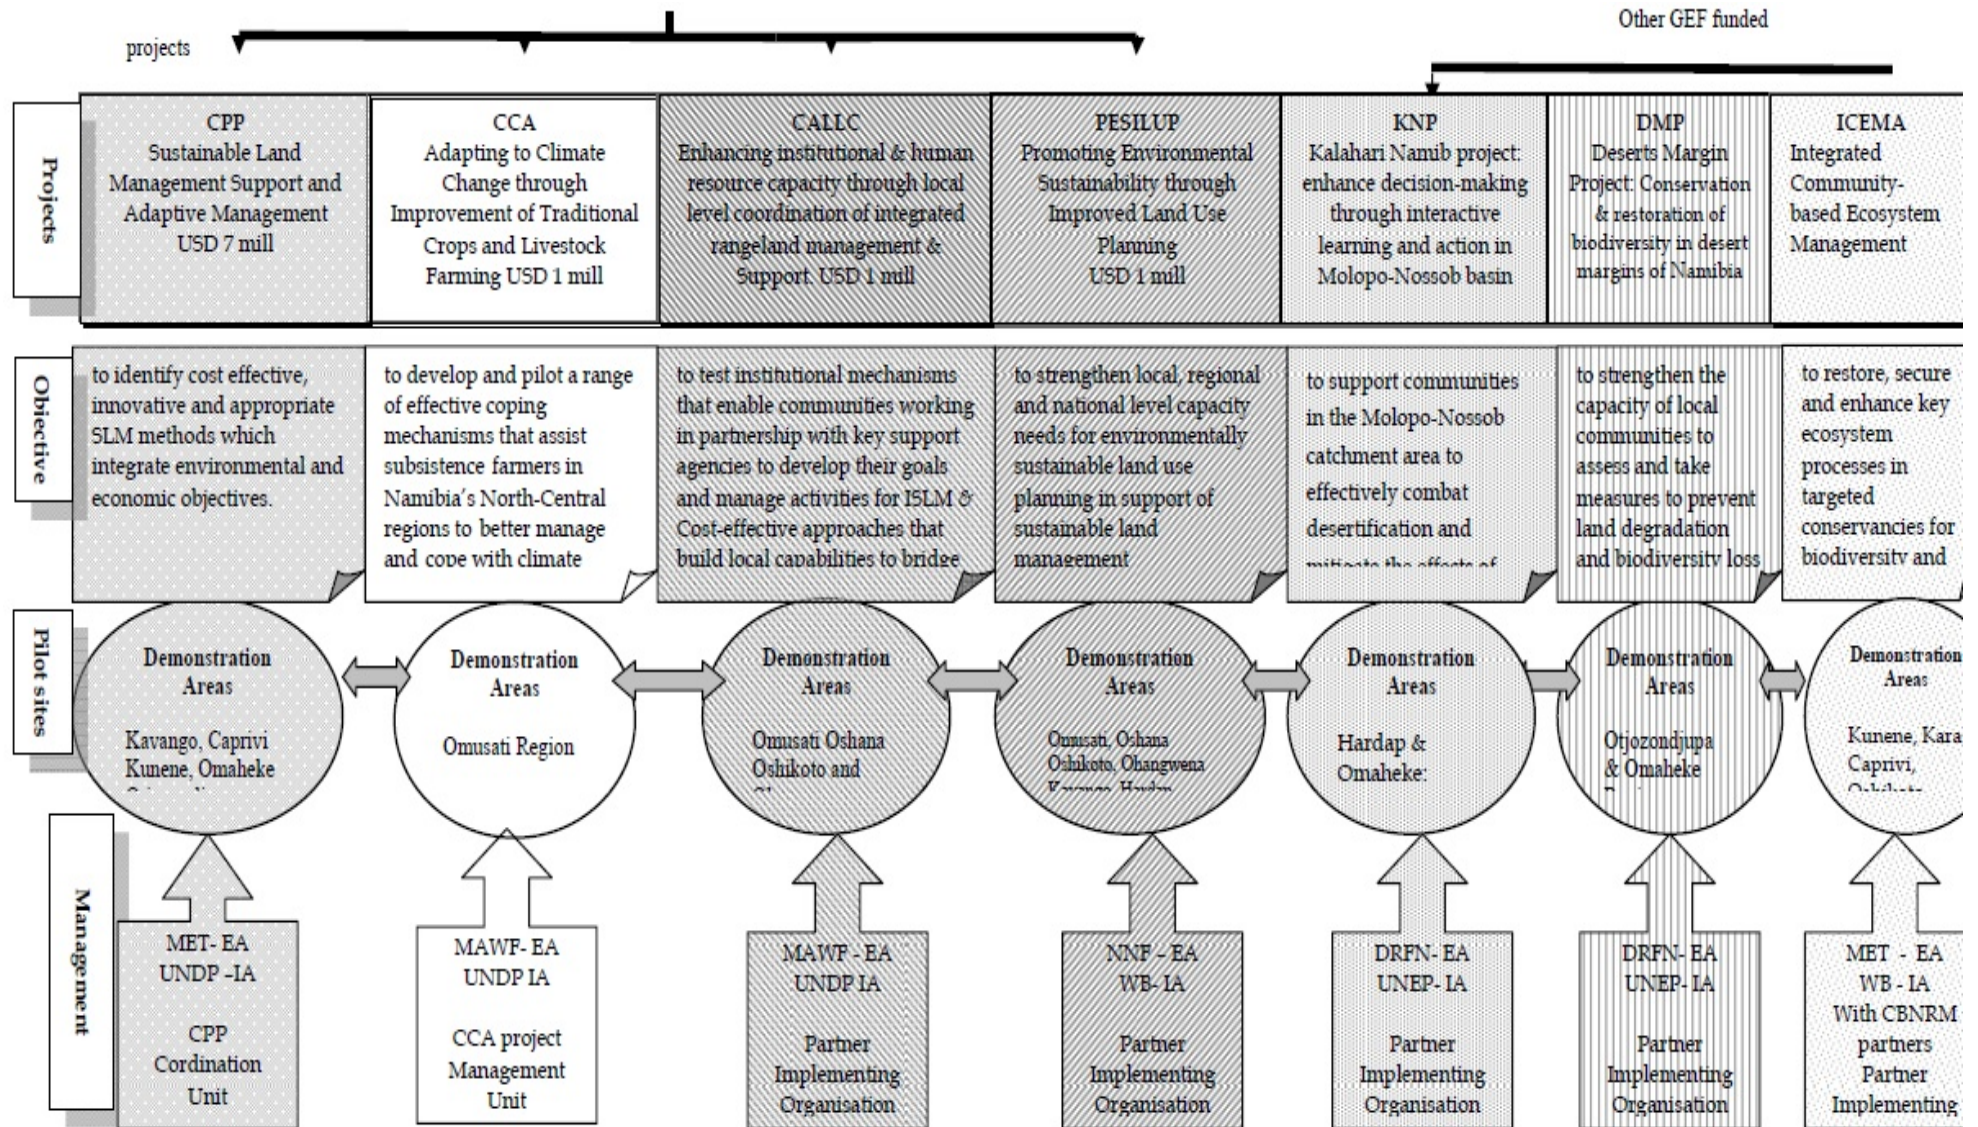 Other GEF funded
projects
Projects
CPP
Sustainable Land
Management Support and
Adaptive Management
USD 7 mill
CCA
Adapting to Climate
Change through
Improvement of Traditional
Crops and Livestock
Farming USD 1 mill
CALLC
Enhancing institutional & human
resource capacity through local
level coordination of integrated
rangeland management &
Support. USD 1 mill
PESILUP
Promoting Environmental
Sustainability through
Improved Land Use
Planning
USD 1 mill
KNP
Kalahari Namib project:
enhance decision-making
through interactive
learning and action in
Molopo-Nossob basin
DMP
Deserts Margin
Project: Conservation
& restoration of
biodiversity in desert
margins of Namibia
ICEMA
Integrated
Community-
based Ecosystem
Management
Objective
to identify cost effective,
innovative and appropriate
SLM methods which
integrate environmental and
economic objectives.
to develop and pilot a range
of effective coping
mechanisms that assist
subsistence farmers in
Namibia's North-Central
regions to better manage
and cope with climate
to test institutional mechanisms
that enable communities working
in partnership with key support
agencies to develop their goals
and manage activities for ISLM &
Cost-effective approaches that
build local capabilities to bridge
to strengthen local, regional
and national level capacity
needs for environmentally
sustainable land use
planning in support of
sustainable land
management
to support communities
in the Molopo-Nossob
catchment area to
effectively combat
desertification and
mitigate the effects of
to strengthen the
capacity of local
communities to
assess and take
measures to prevent
land degradation
and biodiversity loss
to restore, secure
and enhance key
ecosystem
processes in
targeted
conservancies for
biodiversity and
Pilot sites
Demonstration
Areas
Kavango, Caprivi
Kunene, Omaheke
Demonstration
Areas
Omusati Region
Demonstration
Areas
Omusati Oshana
Oshikoto and
Demonstration
Areas
Omusati, Oshana
Oshikoto, Ohangwena
Kavango, Hardap
Demonstration
Areas
Hardap &
Omaheke:
Demonstration
Areas
Otjozondjupa
& Omaheke
Demonstration
Areas
Kunene, Kara
Caprivi,
Oshikoto
Management
MET- EA
UNDP –IA
CPP
Cordination
Unit
MAWF- EA
UNDP IA
CCA project
Management
Unit
MAWF - EA
UNDP IA
Partner
Implementing
Organisation
NNF – EA
WB- IA
Partner
Implementing
Organisation
DRFN- EA
UNEP- IA
Partner
Implementing
Organisation
DRFN- EA
UNEP- IA
Partner
Implementing
Organisation
MET - EA
WB - IA
With CBNRM
partners
Partner
Implementing